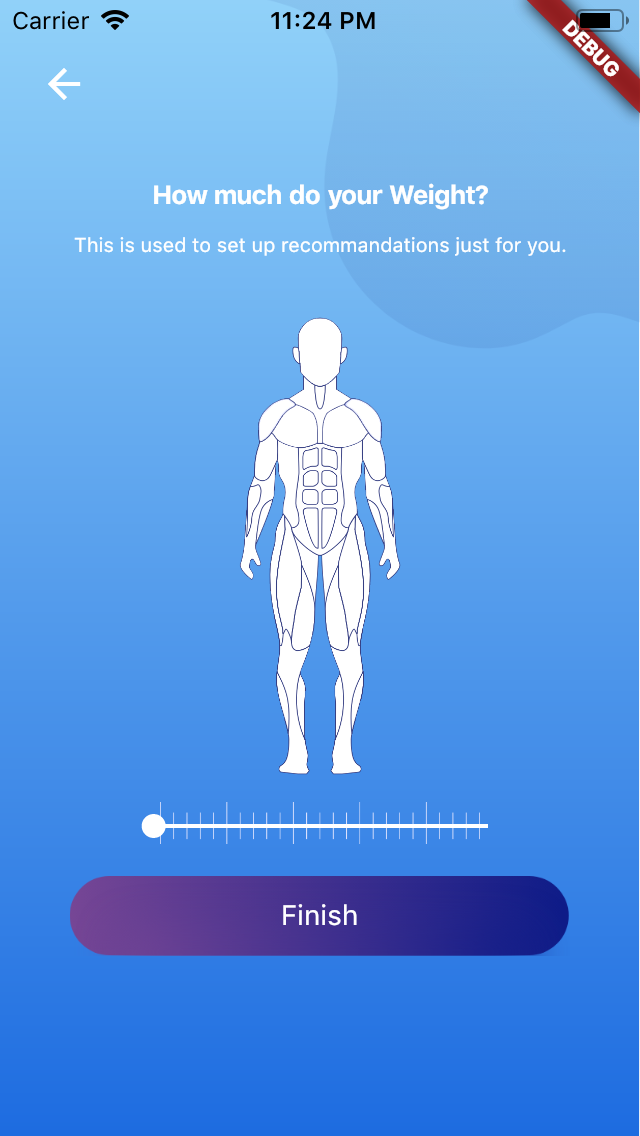 Carrier 11:24 PM
DEBUG
How much do your Weight?
This is used to set up recommandations just for you.
Finish